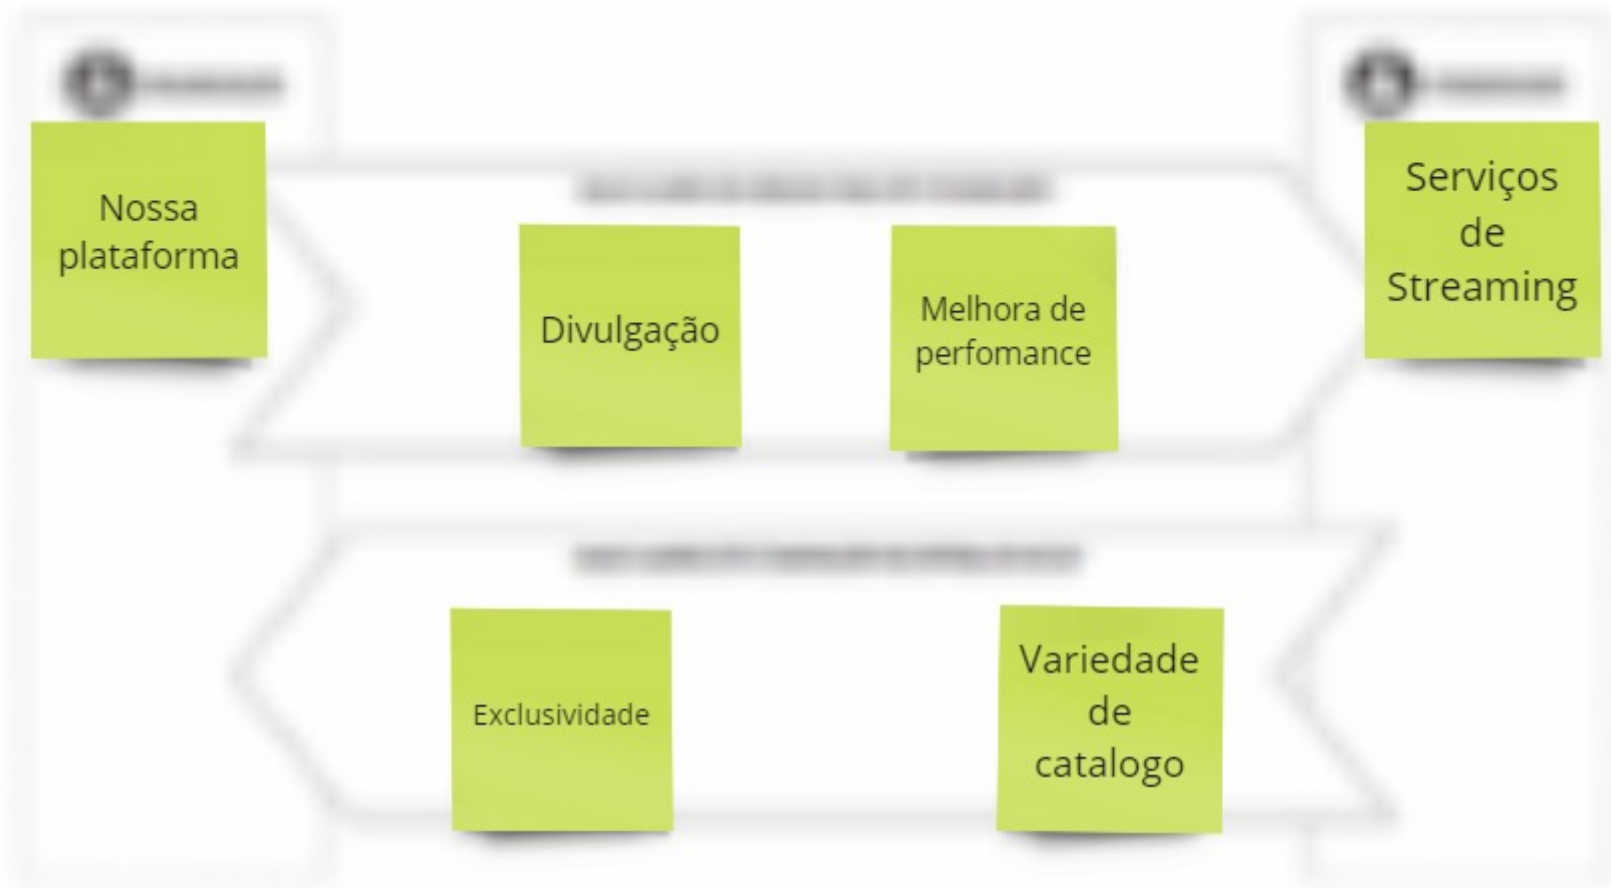 Nossa
plataforma
Serviços
de
Streaming
Divulgação
Melhora de
perfomance
Exclusividade
Variedade
de
catalogo